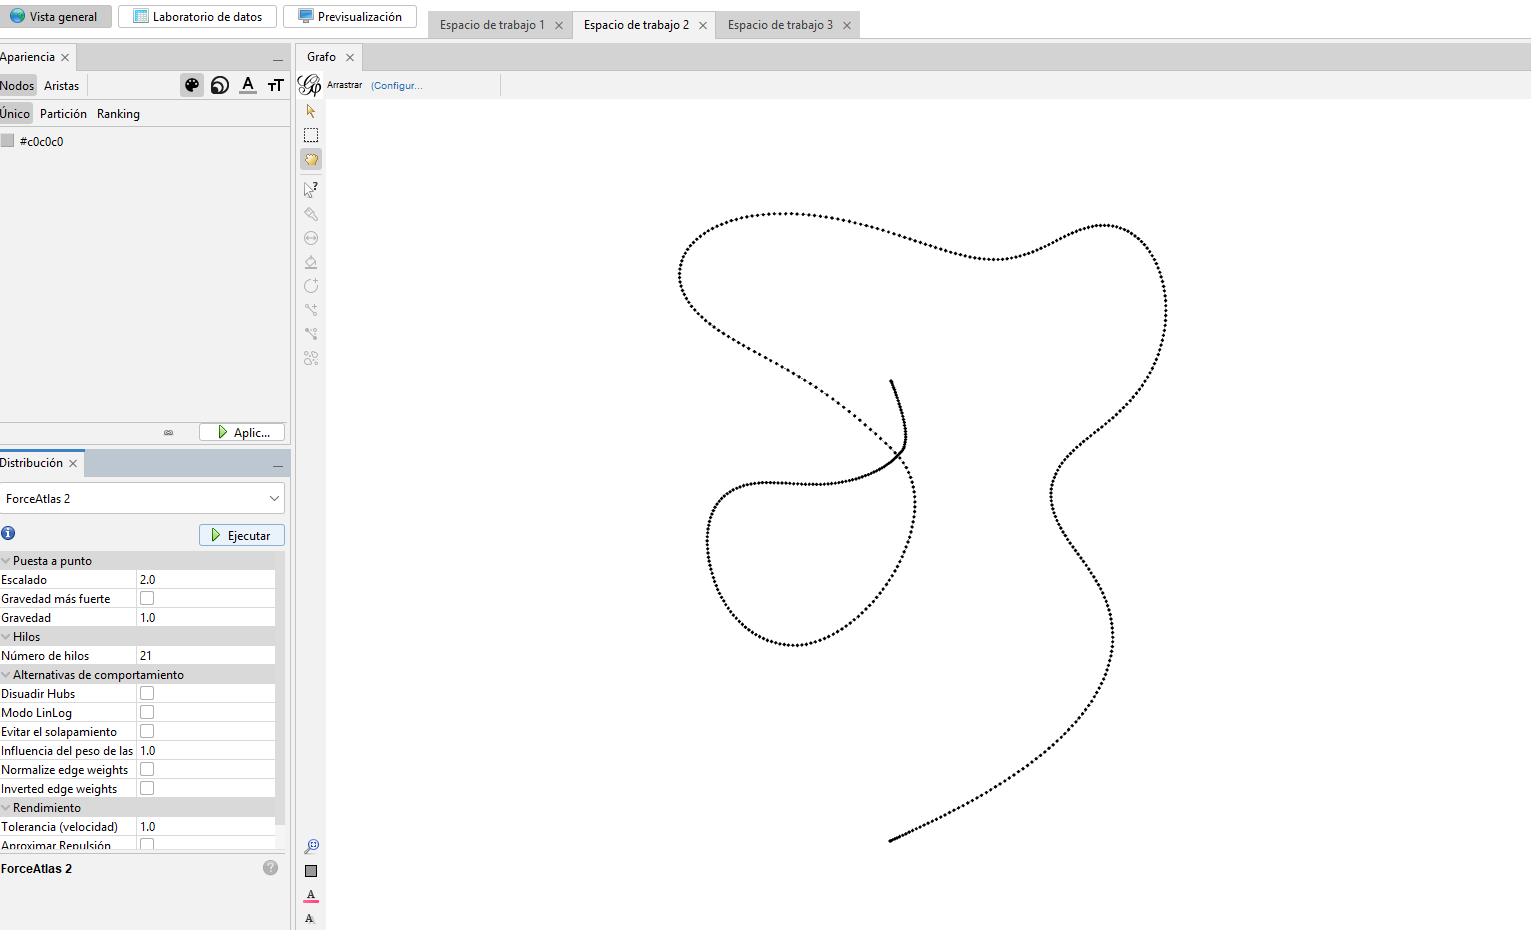 Vista general
Laboratorio de datos
Previsualización
Espacio de trabajo 1
Espacio de trabajo 2
Espacio de trabajo 3
Apariencia
Grafo
Nodos Aristas
A
TT
Arrastrar (Configur...
Único Partición Ranking
#c0c0c0
?
Aplic...
Distribución
ForceAtlas 2
i
Ejecutar
Puesta a punto
Escalado 2.0
Gravedad más fuerte
Gravedad 1.0
Hilos
Número de hilos 21
Alternativas de comportamiento
Disuadir Hubs
Modo LinLog
Evitar el solapamiento
Influencia del peso de las 1.0
Normalize edge weights
Inverted edge weights
Rendimiento
Tolerancia (velocidad) 1.0
Aproximar Repulsión
ForceAtlas 2
?
A
A